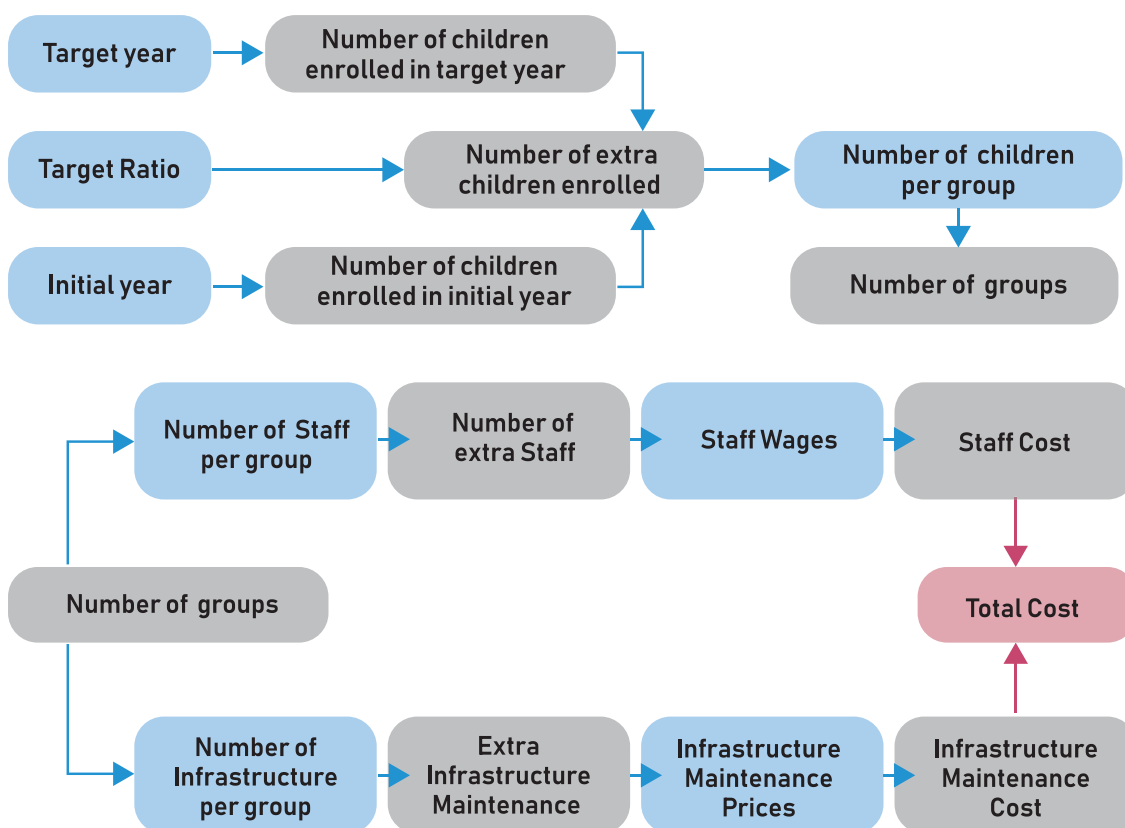 Target year
Number of children
enrolled in target year
Target Ratio
Number of extra
children enrolled
Number of children
per group
Initial year
Number of children
enrolled in initial year
Number of groups
Number of Staff
per group
Number of
extra Staff
Staff Wages
Staff Cost
Number of groups
Total Cost
Number of
Infrastructure
per group
Extra
Infrastructure
Maintenance
Infrastructure
Maintenance
Prices
Infrastructure
Maintenance
Cost